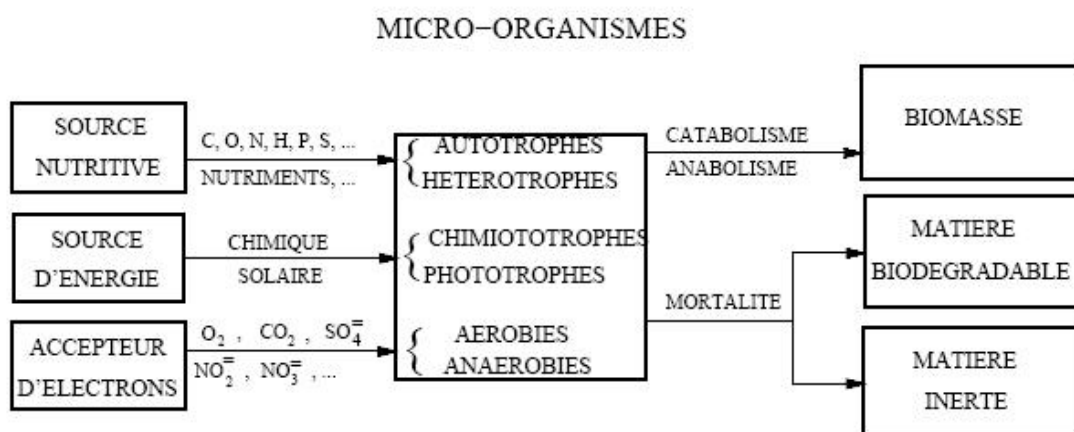 MICRO−ORGANISMES
SOURCE
NUTRITIVE
C, O, N, H, P, S, ...
NUTRIMENTS, ...
AUTOTROPHES
HETEROTROPHES
CATABOLISME
ANABOLISME
BIOMASSE
SOURCE
D'ENERGIE
CHIMIQUE
SOLAIRE
CHIMIOTOTROPHES
PHOTOTROPHES
MORTALITE
MATIERE
BIODEGRADABLE
ACCEPTEUR
D'ELECTRONS
O₂ , CO₂ , SO₄⁼
NO₂⁼ , NO₃⁼ , ...
AEROBIES
ANAEROBIES
MATIERE
INERTE